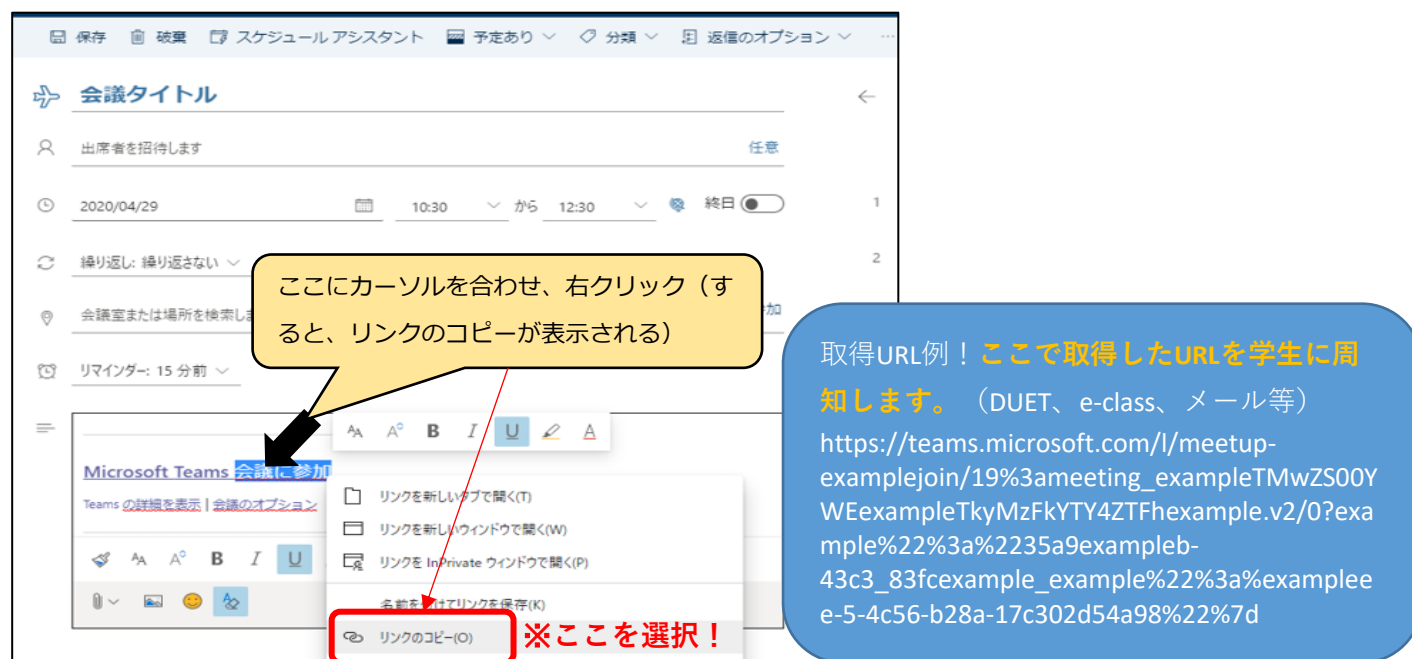 保存 破棄 スケジュール アシスタント 予定あり 分類 返信のオプション ...
会議タイトル
出席者を招待します 任意
2020/04/29 10:30 から 12:30 終日
1
繰り返し: 繰り返さない
2
ここにカーソルを合わせ、右クリック（す
ると、リンクのコピーが表示される）
会議室または場所を検索し
加
リマインダー: 15 分前
Microsoft Teams 会議に参加
Teams の詳細を表示 | 会議のオプション
リンクを新しいタブで開く(T)
リンクを新しいウィンドウで開く(W)
リンクを InPrivate ウィンドウで開く(P)
名前を付けてリンクを保存(K)
リンクのコピー(O)
※ここを選択！
取得URL例！ここで取得したURLを学生に周
知します。（DUET、e-class、メール等）
https://teams.microsoft.com/l/meetup-
examplejoin/19%3ameeting_exampleTMwZS00Y
WEexampleTkyMzFkYTY4ZTFhexample.v2/0?exa
mple%22%3a%2235a9exampleb-
43c3_83fcexample_example%22%3a%examplee
e-5-4c56-b28a-17c302d54a98%22%7d